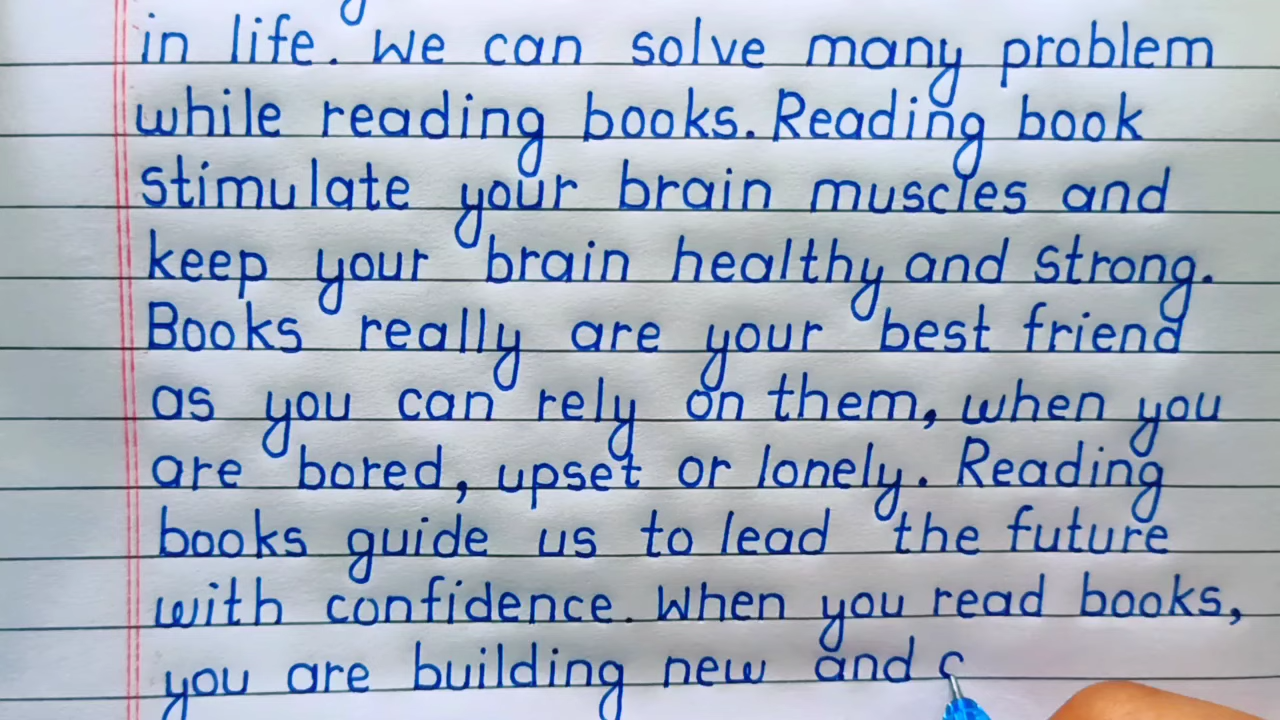 in life. We can solve many problem
while reading books. Reading book
stimulate your brain muscles and
keep your brain healthy and strong.
Books really are your best friend
as you can rely on them, when you
are bored, upset or lonely. Reading
books guide us to lead the future
with confidence. When you read books,
you are building new and